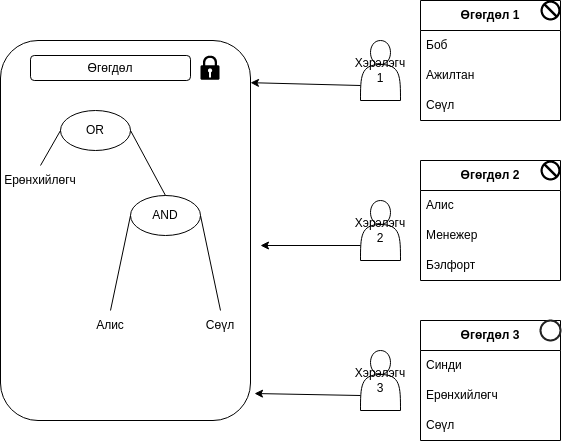 Өгөгдөл
OR
Ерөнхийлөгч
AND
Алис
Сөүл
Хэрэлэгч
1
Өгөгдөл 1
Боб
Ажилтан
Сөүл
Хэрэлэгч
2
Өгөгдөл 2
Алис
Менежер
Бэлфорт
Хэрэлэгч
3
Өгөгдөл 3
Синди
Ерөнхийлөгч
Сөүл